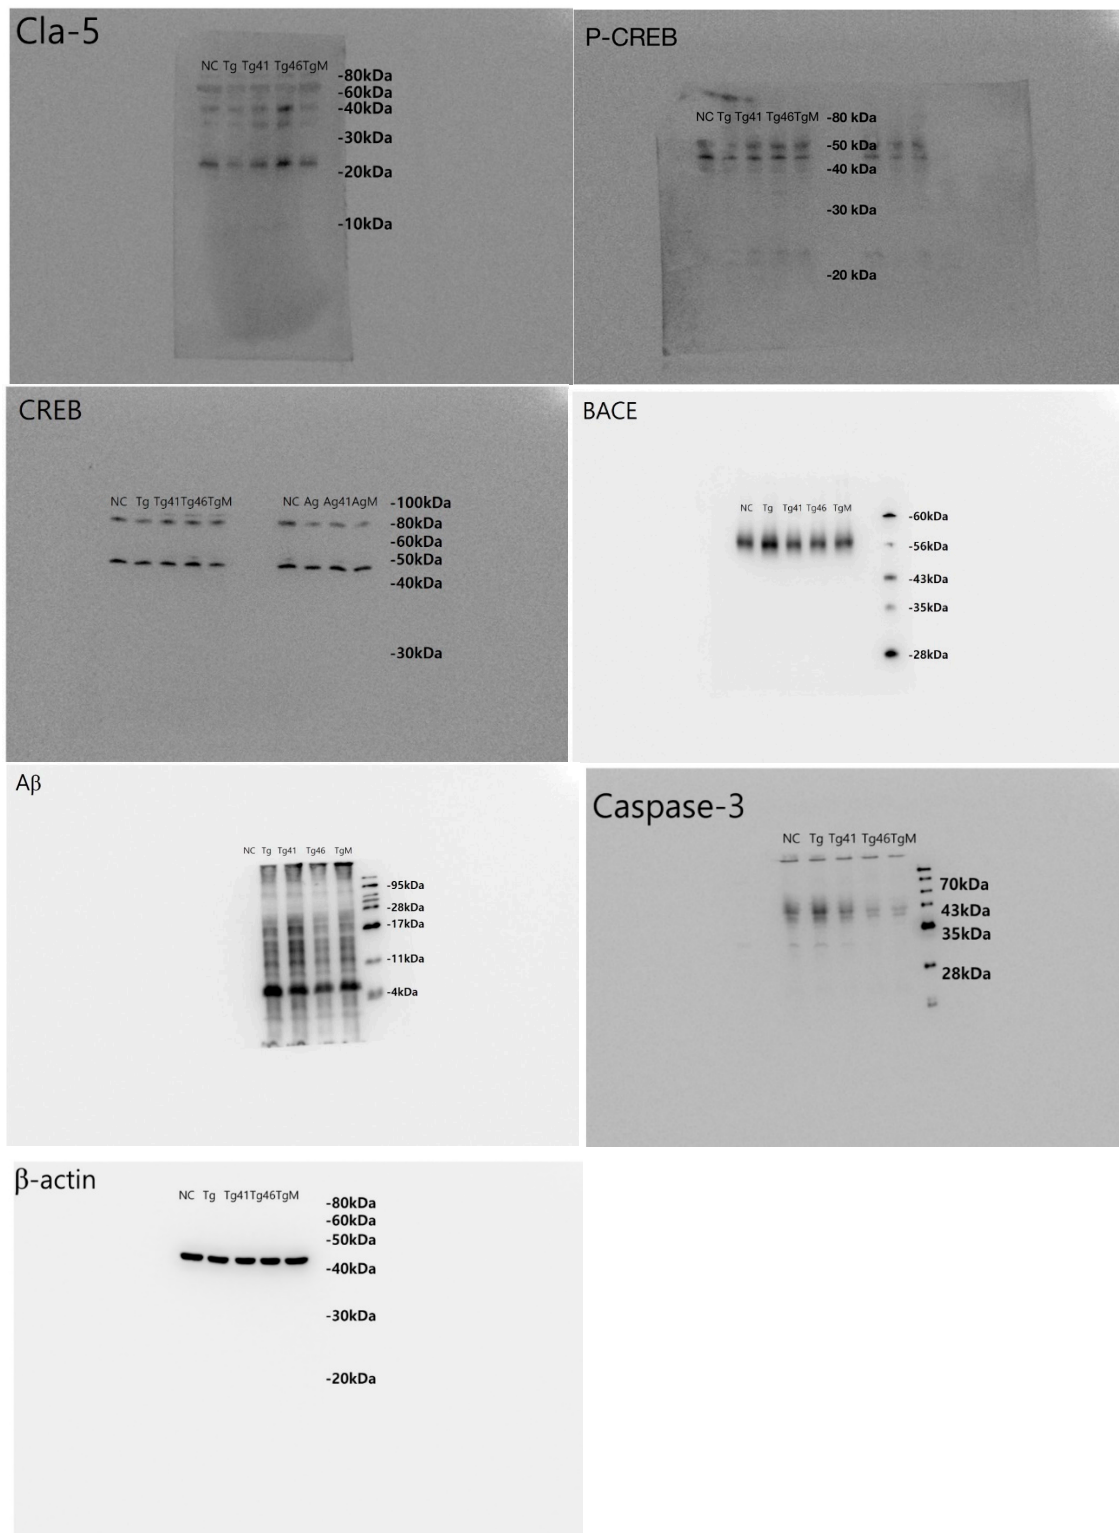 Cla-5
NC Tg Tg41 Tg46TgM
-80kDa
-60kDa
-40kDa
-30kDa
-20kDa
-10kDa
P-CREB
NC Tg Tg41 Tg46TgM
-80 kDa
-50 kDa
-40 kDa
-30 kDa
-20 kDa
CREB
NC Tg Tg41Tg46TgM
NC Ag Ag41AgM
-100kDa
-80kDa
-60kDa
-50kDa
-40kDa
-30kDa
BACE
NC Tg Tg41 Tg46 TgM
-60kDa
-56kDa
-43kDa
-35kDa
-28kDa
Aβ
NC Tg Tg41 Tg46 TgM
-95kDa
-28kDa
-17kDa
-11kDa
-4kDa
Caspase-3
NC Tg Tg41 Tg46TgM
70kDa
43kDa
35kDa
28kDa
β-actin
NC Tg Tg41Tg46TgM
-80kDa
-60kDa
-50kDa
-40kDa
-30kDa
-20kDa